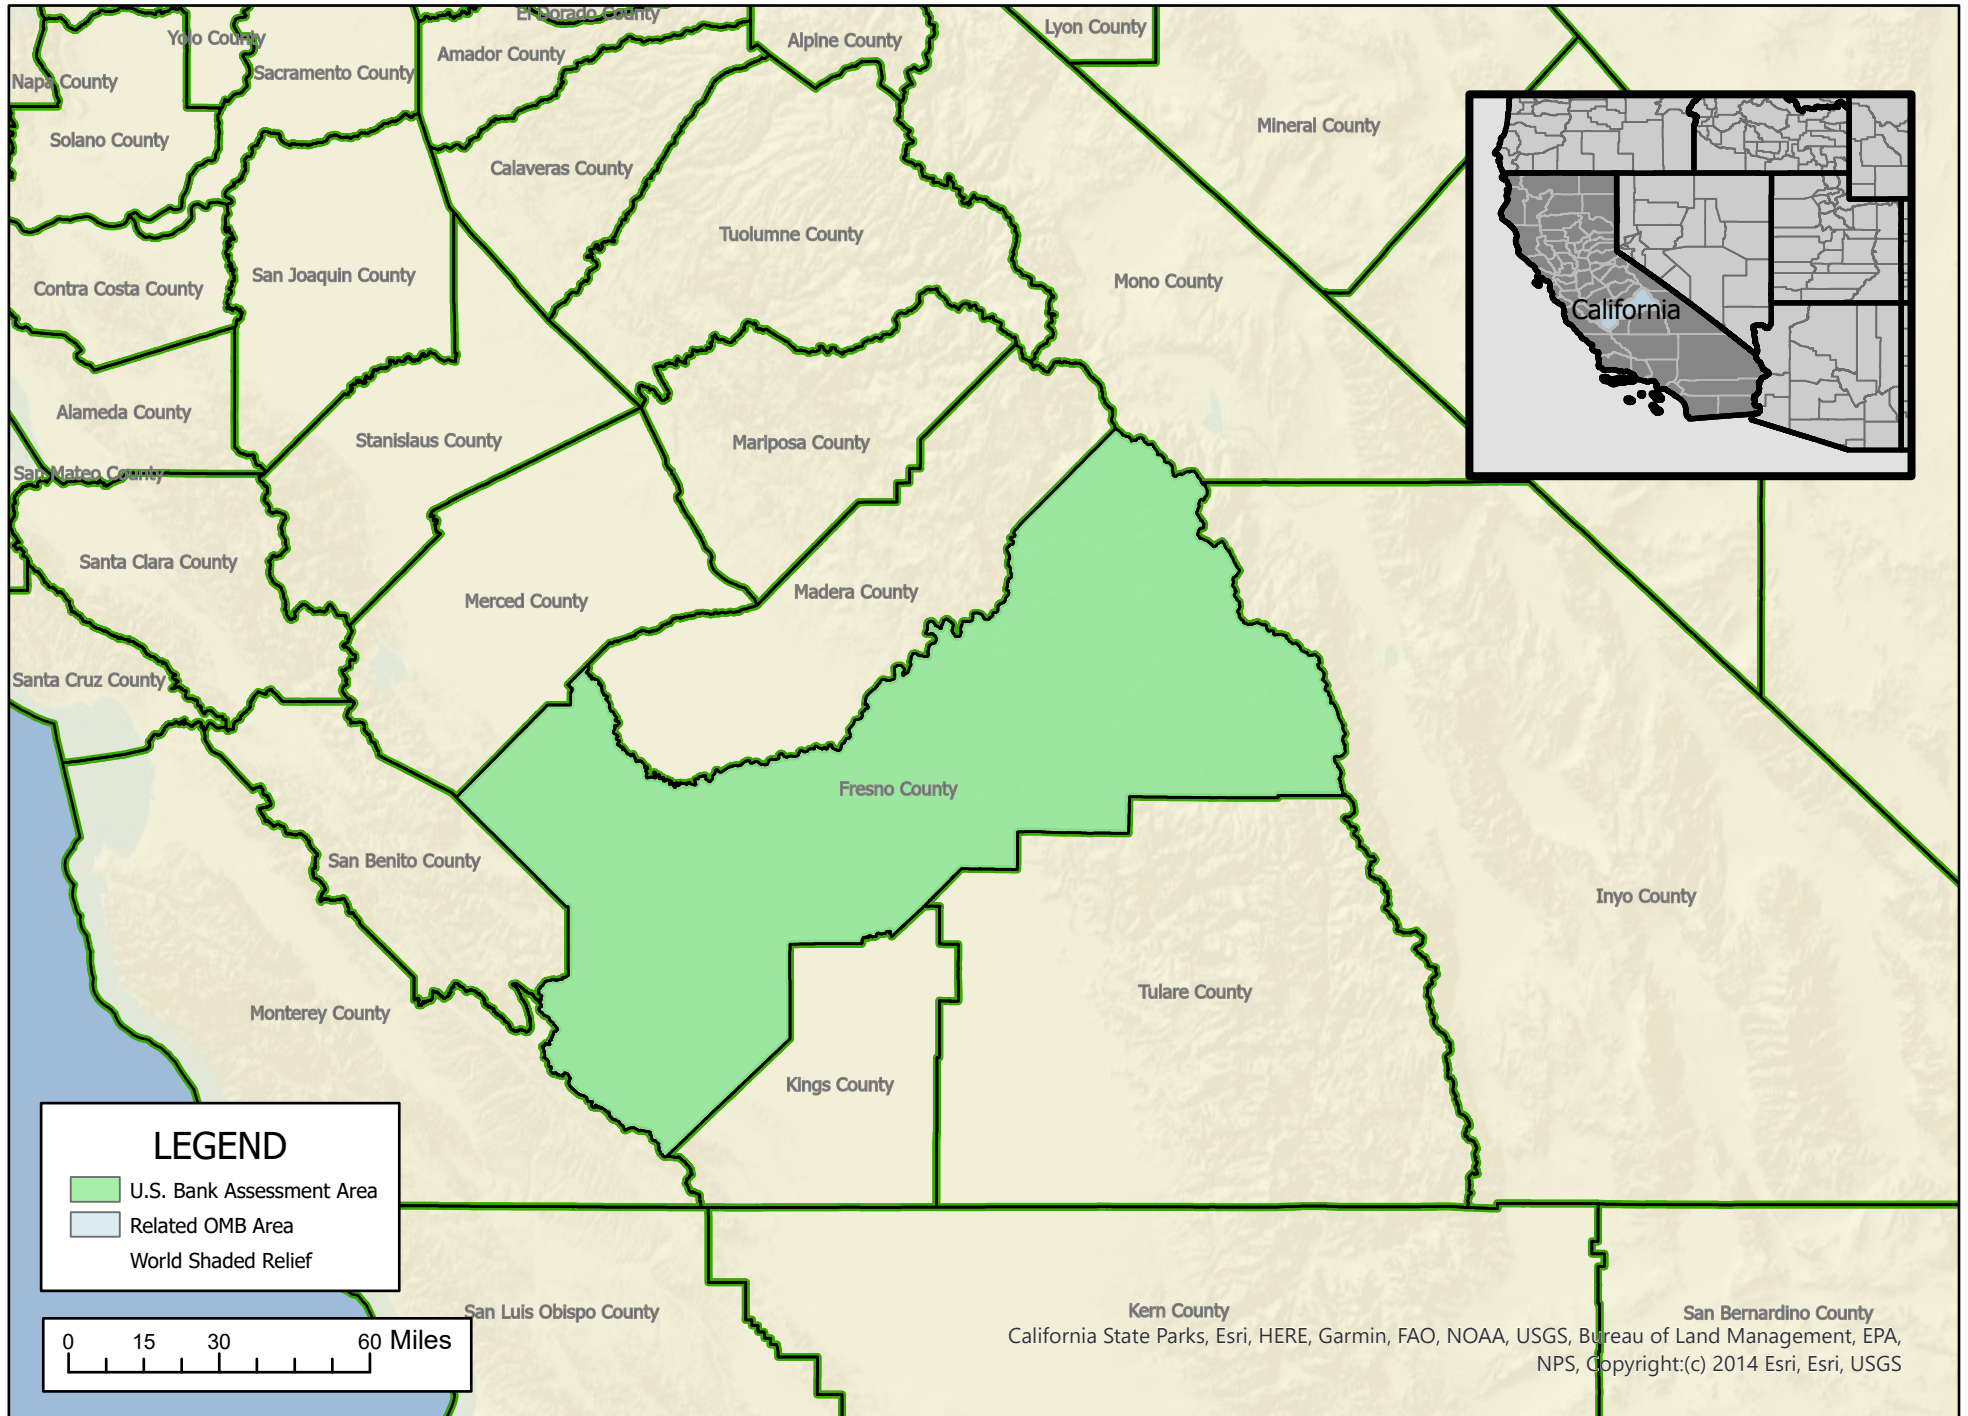 El Dorado County
Yolo County
Amador County
Alpine County
Lyon County
Napa County
Sacramento County
Solano County
Mineral County
Calaveras County
Tuolumne County
San Joaquin County
Mono County
Contra Costa County
California
Alameda County
Stanislaus County
Mariposa County
San Mateo County
Santa Clara County
Merced County
Madera County
Santa Cruz County
Fresno County
San Benito County
Inyo County
Tulare County
Monterey County
Kings County
LEGEND
U.S. Bank Assessment Area
Related OMB Area
World Shaded Relief
San Luis Obispo County
Kern County
San Bernardino County
0 15 30 60 Miles
California State Parks, Esri, HERE, Garmin, FAO, NOAA, USGS, Bureau of Land Management, EPA,
NPS, Copyright:(c) 2014 Esri, Esri, USGS